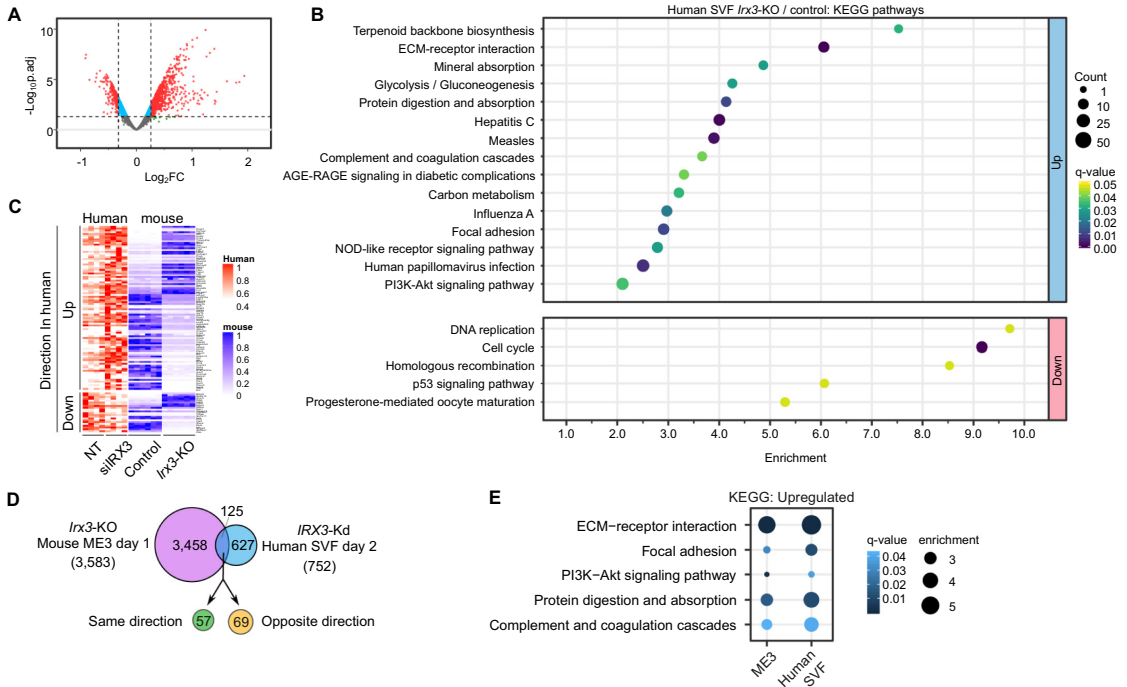 A
10
5
0
-Log10p.adj
-1
0
1
2
Log2FC
B
Human SVF Irx3-KO / control: KEGG pathways
Terpenoid backbone biosynthesis
ECM-receptor interaction
Mineral absorption
Glycolysis / Gluconeogenesis
Protein digestion and absorption
Hepatitis C
Measles
Complement and coagulation cascades
AGE-RAGE signaling in diabetic complications
Carbon metabolism
Influenza A
Focal adhesion
NOD-like receptor signaling pathway
Human papillomavirus infection
PI3K-Akt signaling pathway
Up
DNA replication
Cell cycle
Homologous recombination
p53 signaling pathway
Progesterone-mediated oocyte maturation
Down
1.0 2.0 3.0 4.0 5.0 6.0 7.0 8.0 9.0 10.0
Enrichment
Count
1
10
25
50
q-value
0.05
0.04
0.03
0.02
0.01
0.00
C
Human mouse
Direction In human
Up
Down
NT
siIRX3
Control
Irx3-KO
Human
1
0.8
0.6
0.4
mouse
1
0.8
0.6
0.4
0.2
0
D
Irx3-KO
Mouse ME3 day 1
(3,583)
3,458
125
627
IRX3-Kd
Human SVF day 2
(752)
Same direction
57
69
Opposite direction
E
KEGG: Upregulated
ECM−receptor interaction
Focal adhesion
PI3K−Akt signaling pathway
Protein digestion and absorption
Complement and coagulation cascades
ME3
Human
SVF
q-value
0.04
0.03
0.02
0.01
enrichment
3
4
5